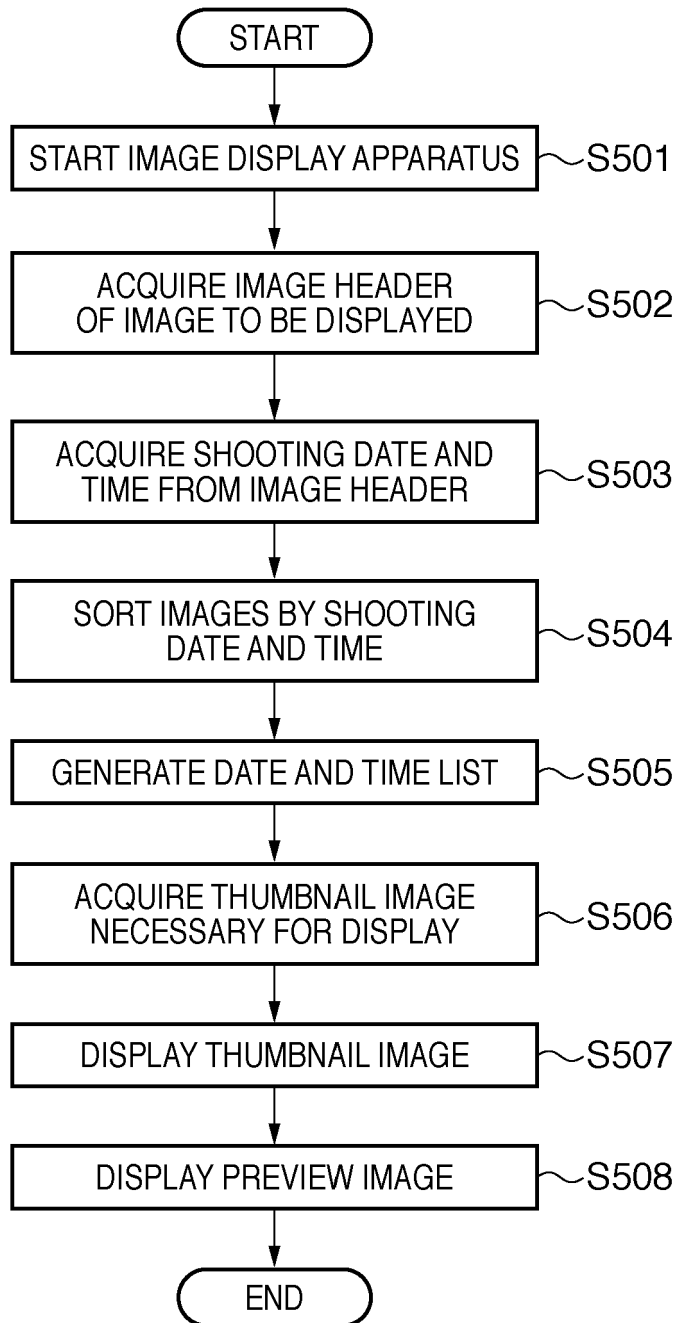 START
START IMAGE DISPLAY APPARATUS
S501
ACQUIRE IMAGE HEADER
OF IMAGE TO BE DISPLAYED
S502
ACQUIRE SHOOTING DATE AND
TIME FROM IMAGE HEADER
S503
SORT IMAGES BY SHOOTING
DATE AND TIME
S504
GENERATE DATE AND TIME LIST
S505
ACQUIRE THUMBNAIL IMAGE
NECESSARY FOR DISPLAY
S506
DISPLAY THUMBNAIL IMAGE
S507
DISPLAY PREVIEW IMAGE
S508
END